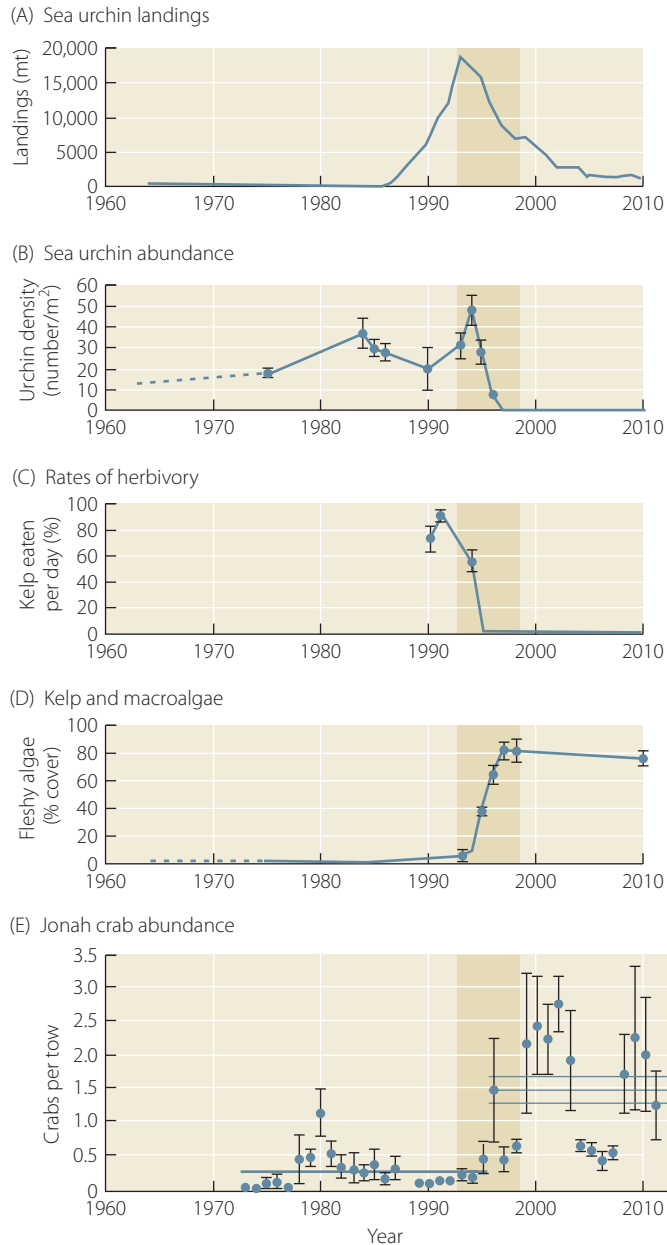 (A) Sea urchin landings
Landings (mt)
20,000
15,000
10,000
5000
0
1960 1970 1980 1990 2000 2010
(B) Sea urchin abundance
Urchin density
(number/m²)
60
50
40
30
20
10
0
1960 1970 1980 1990 2000 2010
(C) Rates of herbivory
Kelp eaten
per day (%)
100
80
60
40
20
0
1960 1970 1980 1990 2000 2010
(D) Kelp and macroalgae
Fleshy algae
(% cover)
100
80
60
40
20
0
1960 1970 1980 1990 2000 2010
(E) Jonah crab abundance
Crabs per tow
3.5
3.0
2.5
2.0
1.5
1.0
0.5
0
1960 1970 1980 1990 2000 2010
Year